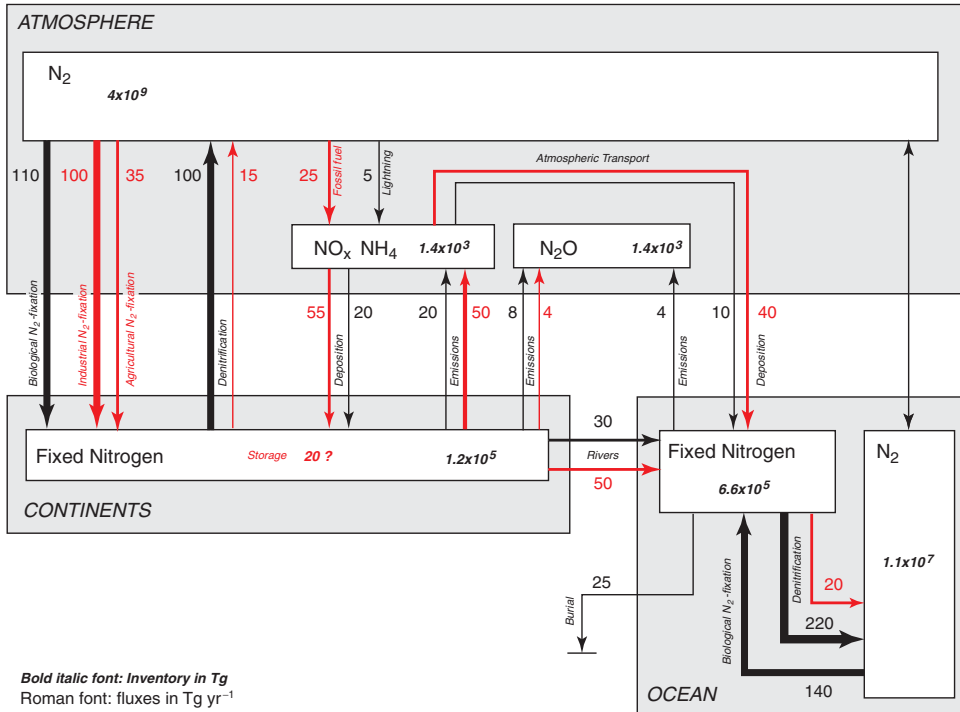 ATMOSPHERE
N2
4x10^9
110
100
35
100
15
25
Fossil fuel
5
Lightning
Atmospheric Transport
NOx NH4 1.4x10^3
N2O 1.4x10^3
Biological N2-fixation
Industrial N2-fixation
Agricultural N2-fixation
Denitrification
55
Deposition
20
20
Emissions
50
8
Emissions
4
4
Emissions
10
Deposition
40
Fixed Nitrogen
Storage 20 ?
1.2x10^5
CONTINENTS
30
Rivers
50
Fixed Nitrogen
6.6x10^5
N2
1.1x10^7
25
Burial
Biological N2-fixation
Denitrification
20
220
140
OCEAN
Bold italic font: Inventory in Tg
Roman font: fluxes in Tg yr−1